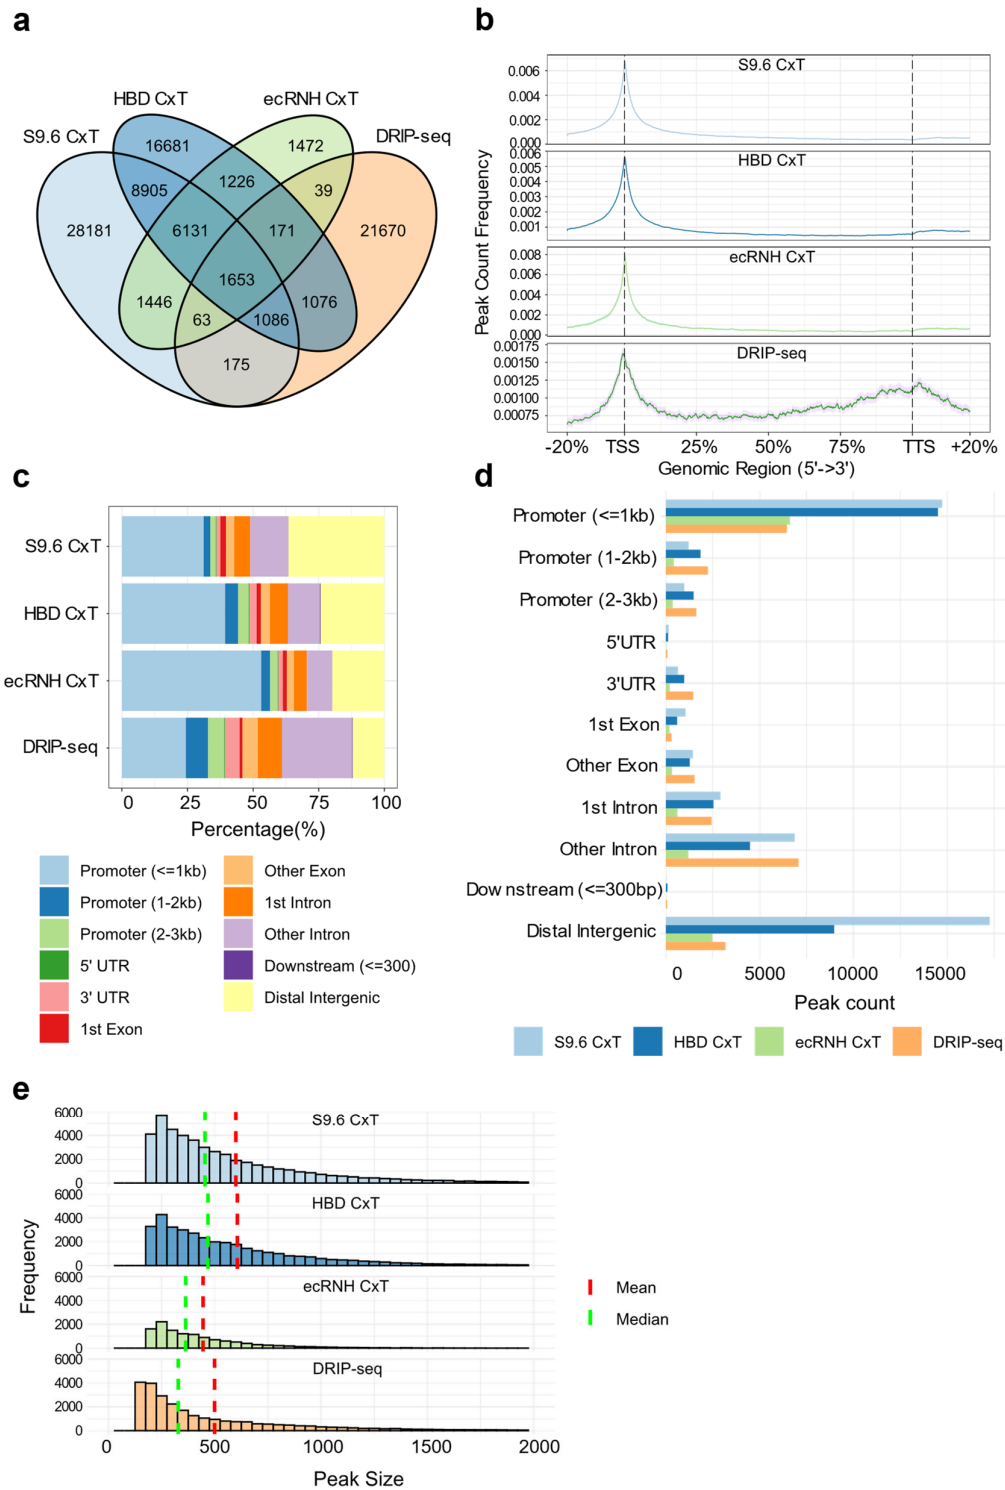 a
HBD CxT
ecRNH CxT
S9.6 CxT
DRIP-seq
16681
1472
8905
1226
39
28181
6131
171
21670
1653
1446
63
1086
1076
175
b
Peak Count Frequency
S9.6 CxT
0.006
0.004
0.002
0.000
HBD CxT
0.006
0.005
0.004
0.003
0.002
0.001
ecRNH CxT
0.008
0.006
0.004
0.002
0.000
DRIP-seq
0.00175
0.00150
0.00125
0.00100
0.00075
-20% TSS 25% 50% 75% TTS +20%
Genomic Region (5'->3')
c
S9.6 CxT
HBD CxT
ecRNH CxT
DRIP-seq
0 25 50 75 100
Percentage(%)
Promoter (<=1kb)
Promoter (1-2kb)
Promoter (2-3kb)
5' UTR
3' UTR
1st Exon
Other Exon
1st Intron
Other Intron
Downstream (<=300)
Distal Intergenic
d
Promoter (<=1kb)
Promoter (1-2kb)
Promoter (2-3kb)
5'UTR
3'UTR
1st Exon
Other Exon
1st Intron
Other Intron
Downstream (<=300bp)
Distal Intergenic
0 5000 10000 15000
Peak count
S9.6 CxT HBD CxT ecRNH CxT DRIP-seq
e
Frequency
S9.6 CxT
6000
4000
2000
0
HBD CxT
6000
4000
2000
0
ecRNH CxT
6000
4000
2000
0
DRIP-seq
6000
4000
2000
0
0 500 1000 1500 2000
Peak Size
Mean
Median